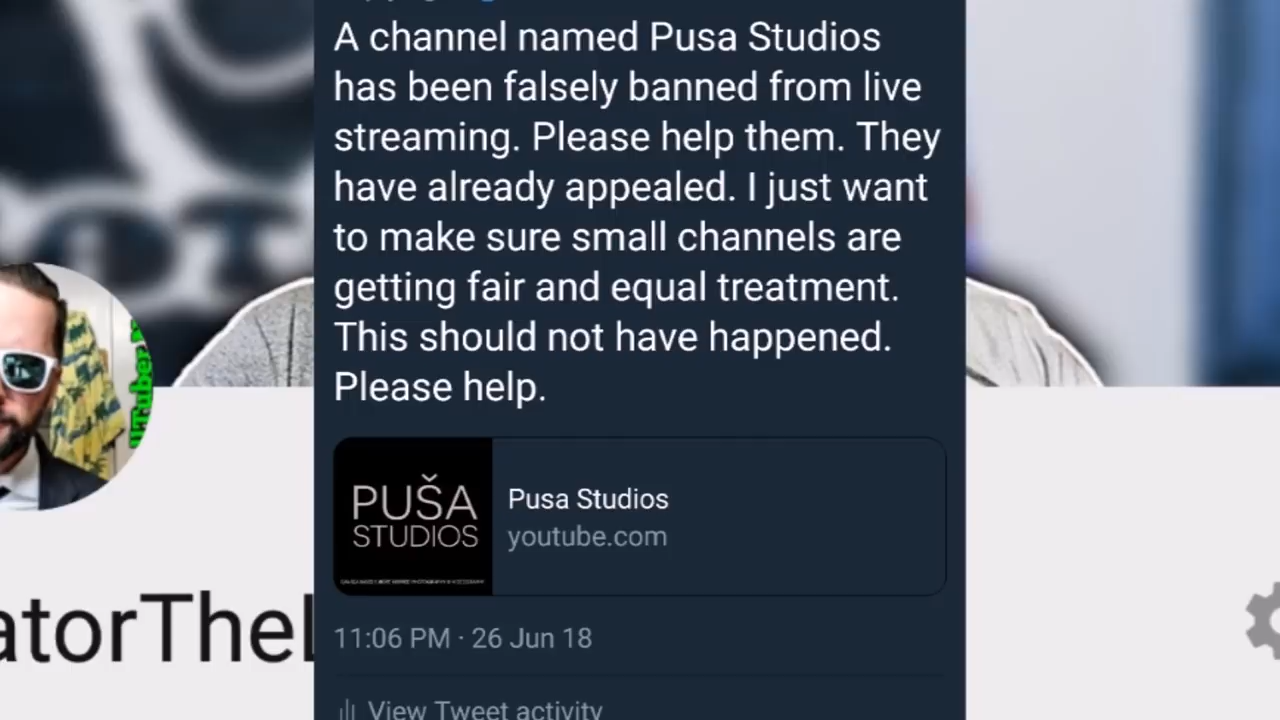 A channel named Pusa Studios
has been falsely banned from live
streaming. Please help them. They
have already appealed. I just want
to make sure small channels are
getting fair and equal treatment.
This should not have happened.
Please help.
PUŠA
STUDIOS
Pusa Studios
youtube.com
11:06 PM · 26 Jun 18
View Tweet activity